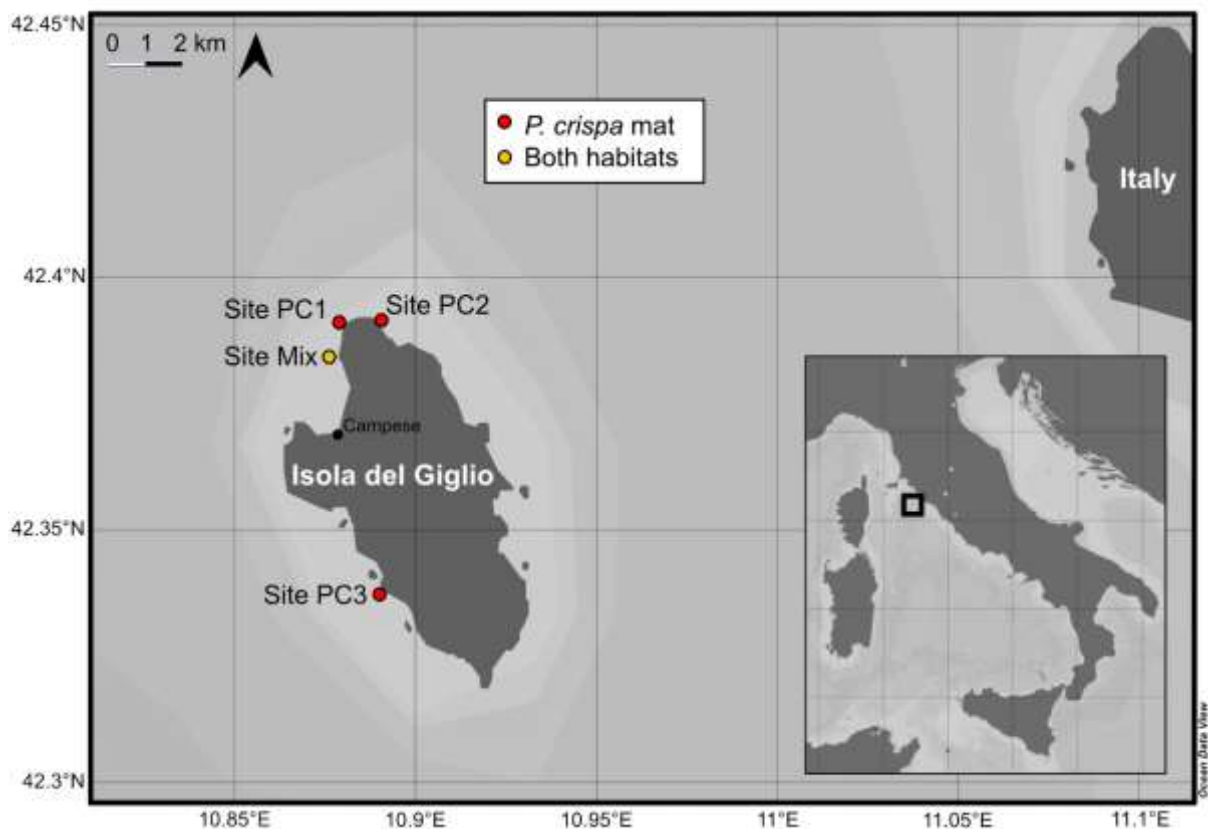 42.45°N
0 1 2 km
P. crispa mat
Both habitats
Italy
42.4°N
Site PC1
Site PC2
Site Mix
Campese
Isola del Giglio
42.35°N
Site PC3
42.3°N
10.85°E 10.9°E 10.95°E 11°E 11.05°E 11.1°E
Ocean Data View